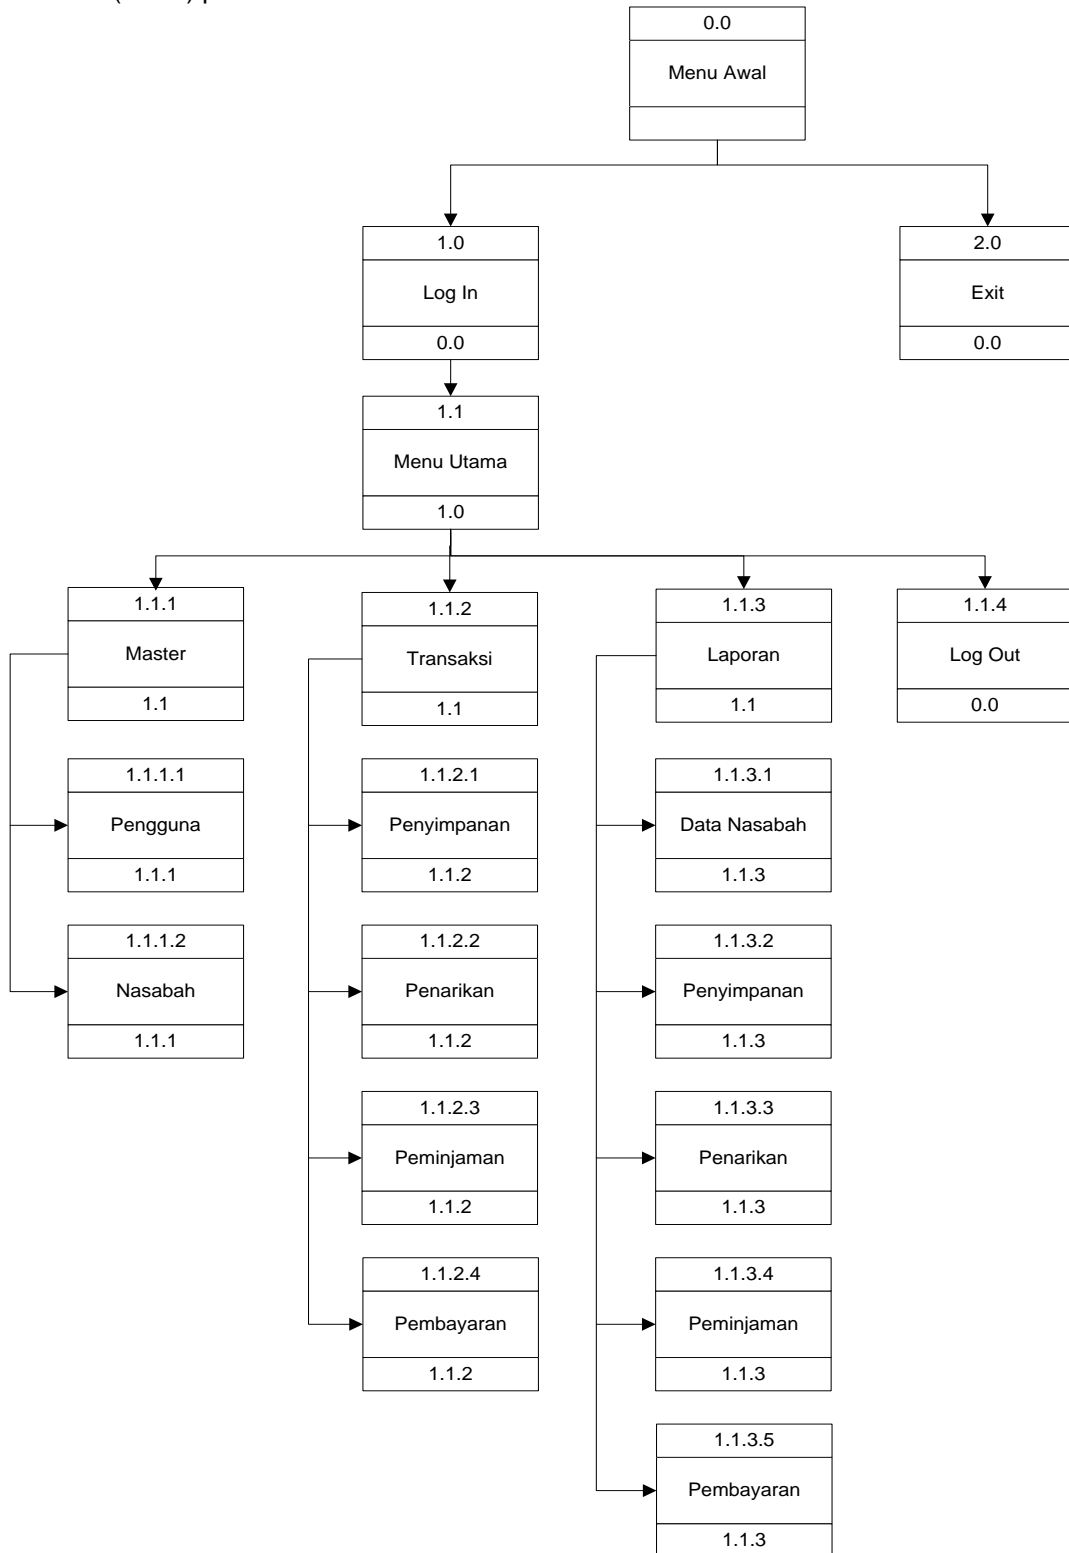 0.0
Menu Awal
1.0
Log In
0.0
2.0
Exit
0.0
1.1
Menu Utama
1.0
1.1.1
Master
1.1
1.1.2
Transaksi
1.1
1.1.3
Laporan
1.1
1.1.4
Log Out
0.0
1.1.1.1
Pengguna
1.1.1
1.1.2.1
Penyimpanan
1.1.2
1.1.3.1
Data Nasabah
1.1.3
1.1.1.2
Nasabah
1.1.1
1.1.2.2
Penarikan
1.1.2
1.1.3.2
Penyimpanan
1.1.3
1.1.2.3
Peminjaman
1.1.2
1.1.3.3
Penarikan
1.1.3
1.1.2.4
Pembayaran
1.1.2
1.1.3.4
Peminjaman
1.1.3
1.1.3.5
Pembayaran
1.1.3